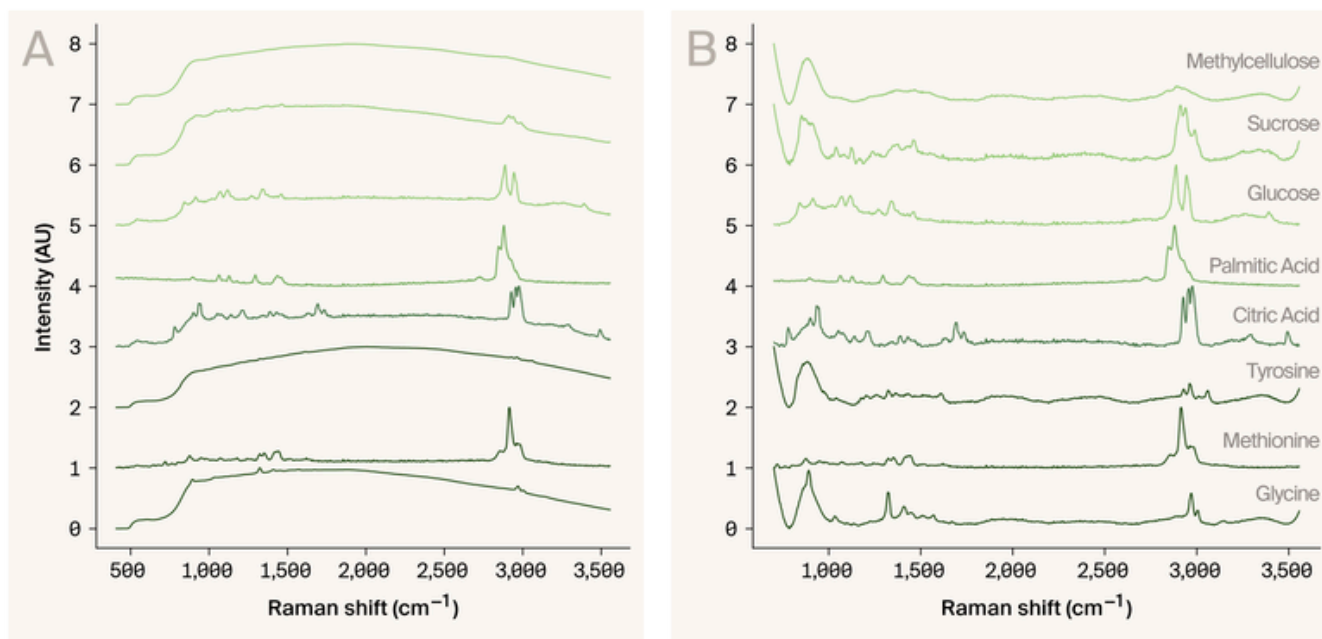 A
8
7
6
5
4
3
2
1
0
Intensity (AU)
500 1,000 1,500 2,000 2,500 3,000 3,500
Raman shift (cm⁻¹)
B
8
7
6
5
4
3
2
1
0
Methylcellulose
Sucrose
Glucose
Palmitic Acid
Citric Acid
Tyrosine
Methionine
Glycine
1,000 1,500 2,000 2,500 3,000 3,500
Raman shift (cm⁻¹)